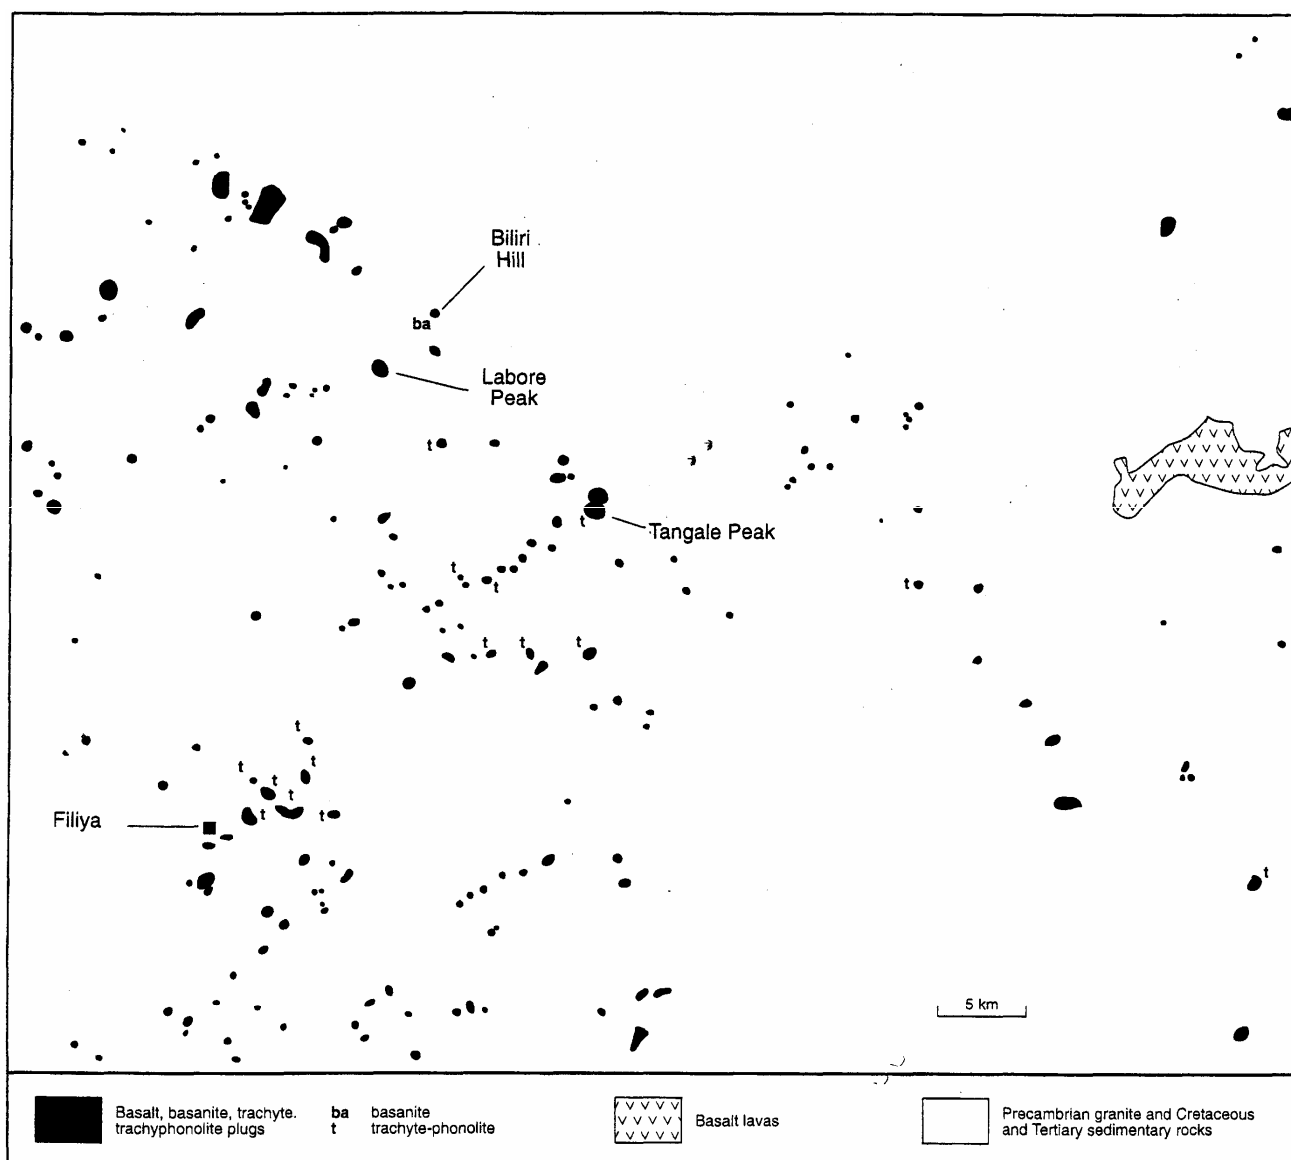 Biliri
Hill
ba
Labore
Peak
t
t
Tangale Peak
t
t
t
t
t
t
t
t
t
t
t
t
t
Filiya
t
5 km
Basalt, basanite, trachyte.
trachyphonolite plugs
ba basanite
t trachyte-phonolite
Basalt lavas
Precambrian granite and Cretaceous
and Tertiary sedimentary rocks